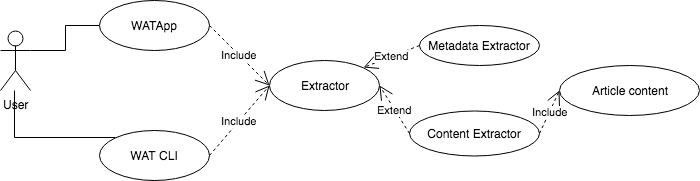 WATApp
User
WAT CLI
Include
Include
Extractor
Extend
Extend
Metadata Extractor
Content Extractor
Include
Article content